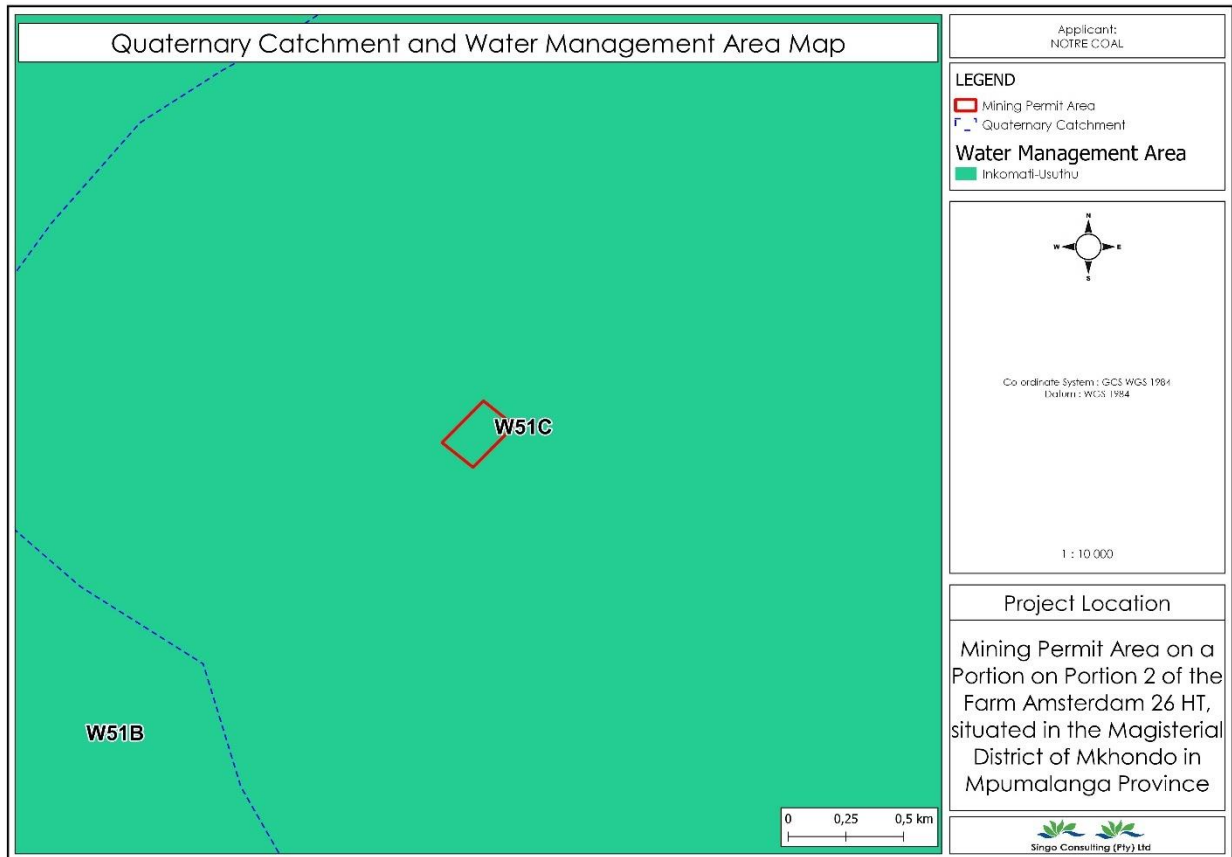 Quaternary Catchment and Water Management Area Map
W51C
W51B
0 0,25 0,5 km
Applicant:
NOTRE COAL
LEGEND
Mining Permit Area
Quaternary Catchment
Water Management Area
Inkomati-Usuthu
N
W E
S
Co ordinate System : GCS WGS 1984
Datum : WGS 1984
1 : 10 000
Project Location
Mining Permit Area on a
Portion on Portion 2 of the
Farm Amsterdam 26 HT,
situated in the Magisterial
District of Mkhondo in
Mpumalanga Province
Singo Consulting (Pty) Ltd